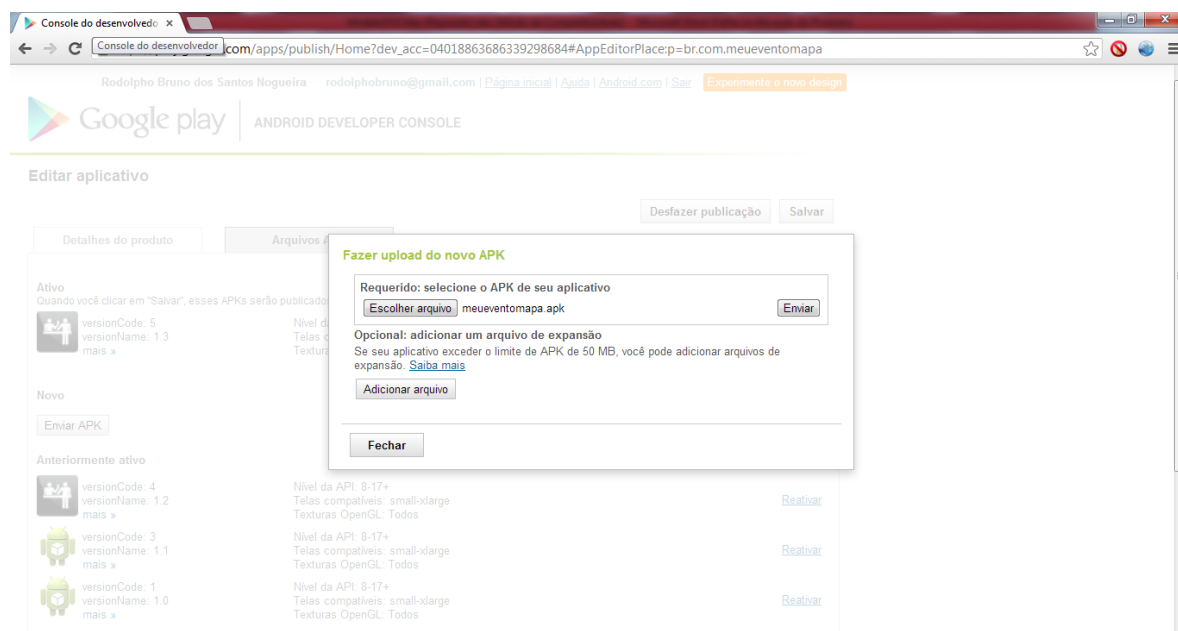 Console do desenvolvedo ×
Console do desenvolvedor
com/apps/publish/Home?dev_acc=04018863686339298684#AppEditorPlace:p=br.com.meueventomapa
Rodolpho Bruno dos Santos Nogueira rodolphobruno@gmail.com | Página inicial | Ajuda | Android.com | Sair Experimente o novo design
Google play ANDROID DEVELOPER CONSOLE
Editar aplicativo
Desfazer publicação Salvar
Detalhes do produto Arquivos
Fazer upload do novo APK
Requerido: selecione o APK de seu aplicativo
Escolher arquivo meueventomapa.apk Enviar
Opcional: adicionar um arquivo de expansão
Se seu aplicativo exceder o limite de APK de 50 MB, você pode adicionar arquivos de
expansão. Saiba mais
Adicionar arquivo
Fechar
Ativo
Quando você clicar em "Salvar", esses APKs serão publicados
versionCode: 5 Nível da
versionName: 1.3 Telas
mais » Textura
Novo
Enviar APK
Anteriormente ativo
versionCode: 4 Nível da API: 8-17+
versionName: 1.2 Telas compatíveis: small-xlarge Reativar
mais » Texturas OpenGL: Todos
versionCode: 3 Nível da API: 8-17+
versionName: 1.1 Telas compatíveis: small-xlarge Reativar
mais » Texturas OpenGL: Todos
versionCode: 1 Nível da API: 8-17+
versionName: 1.0 Telas compatíveis: small-xlarge Reativar
mais » Texturas OpenGL: Todos